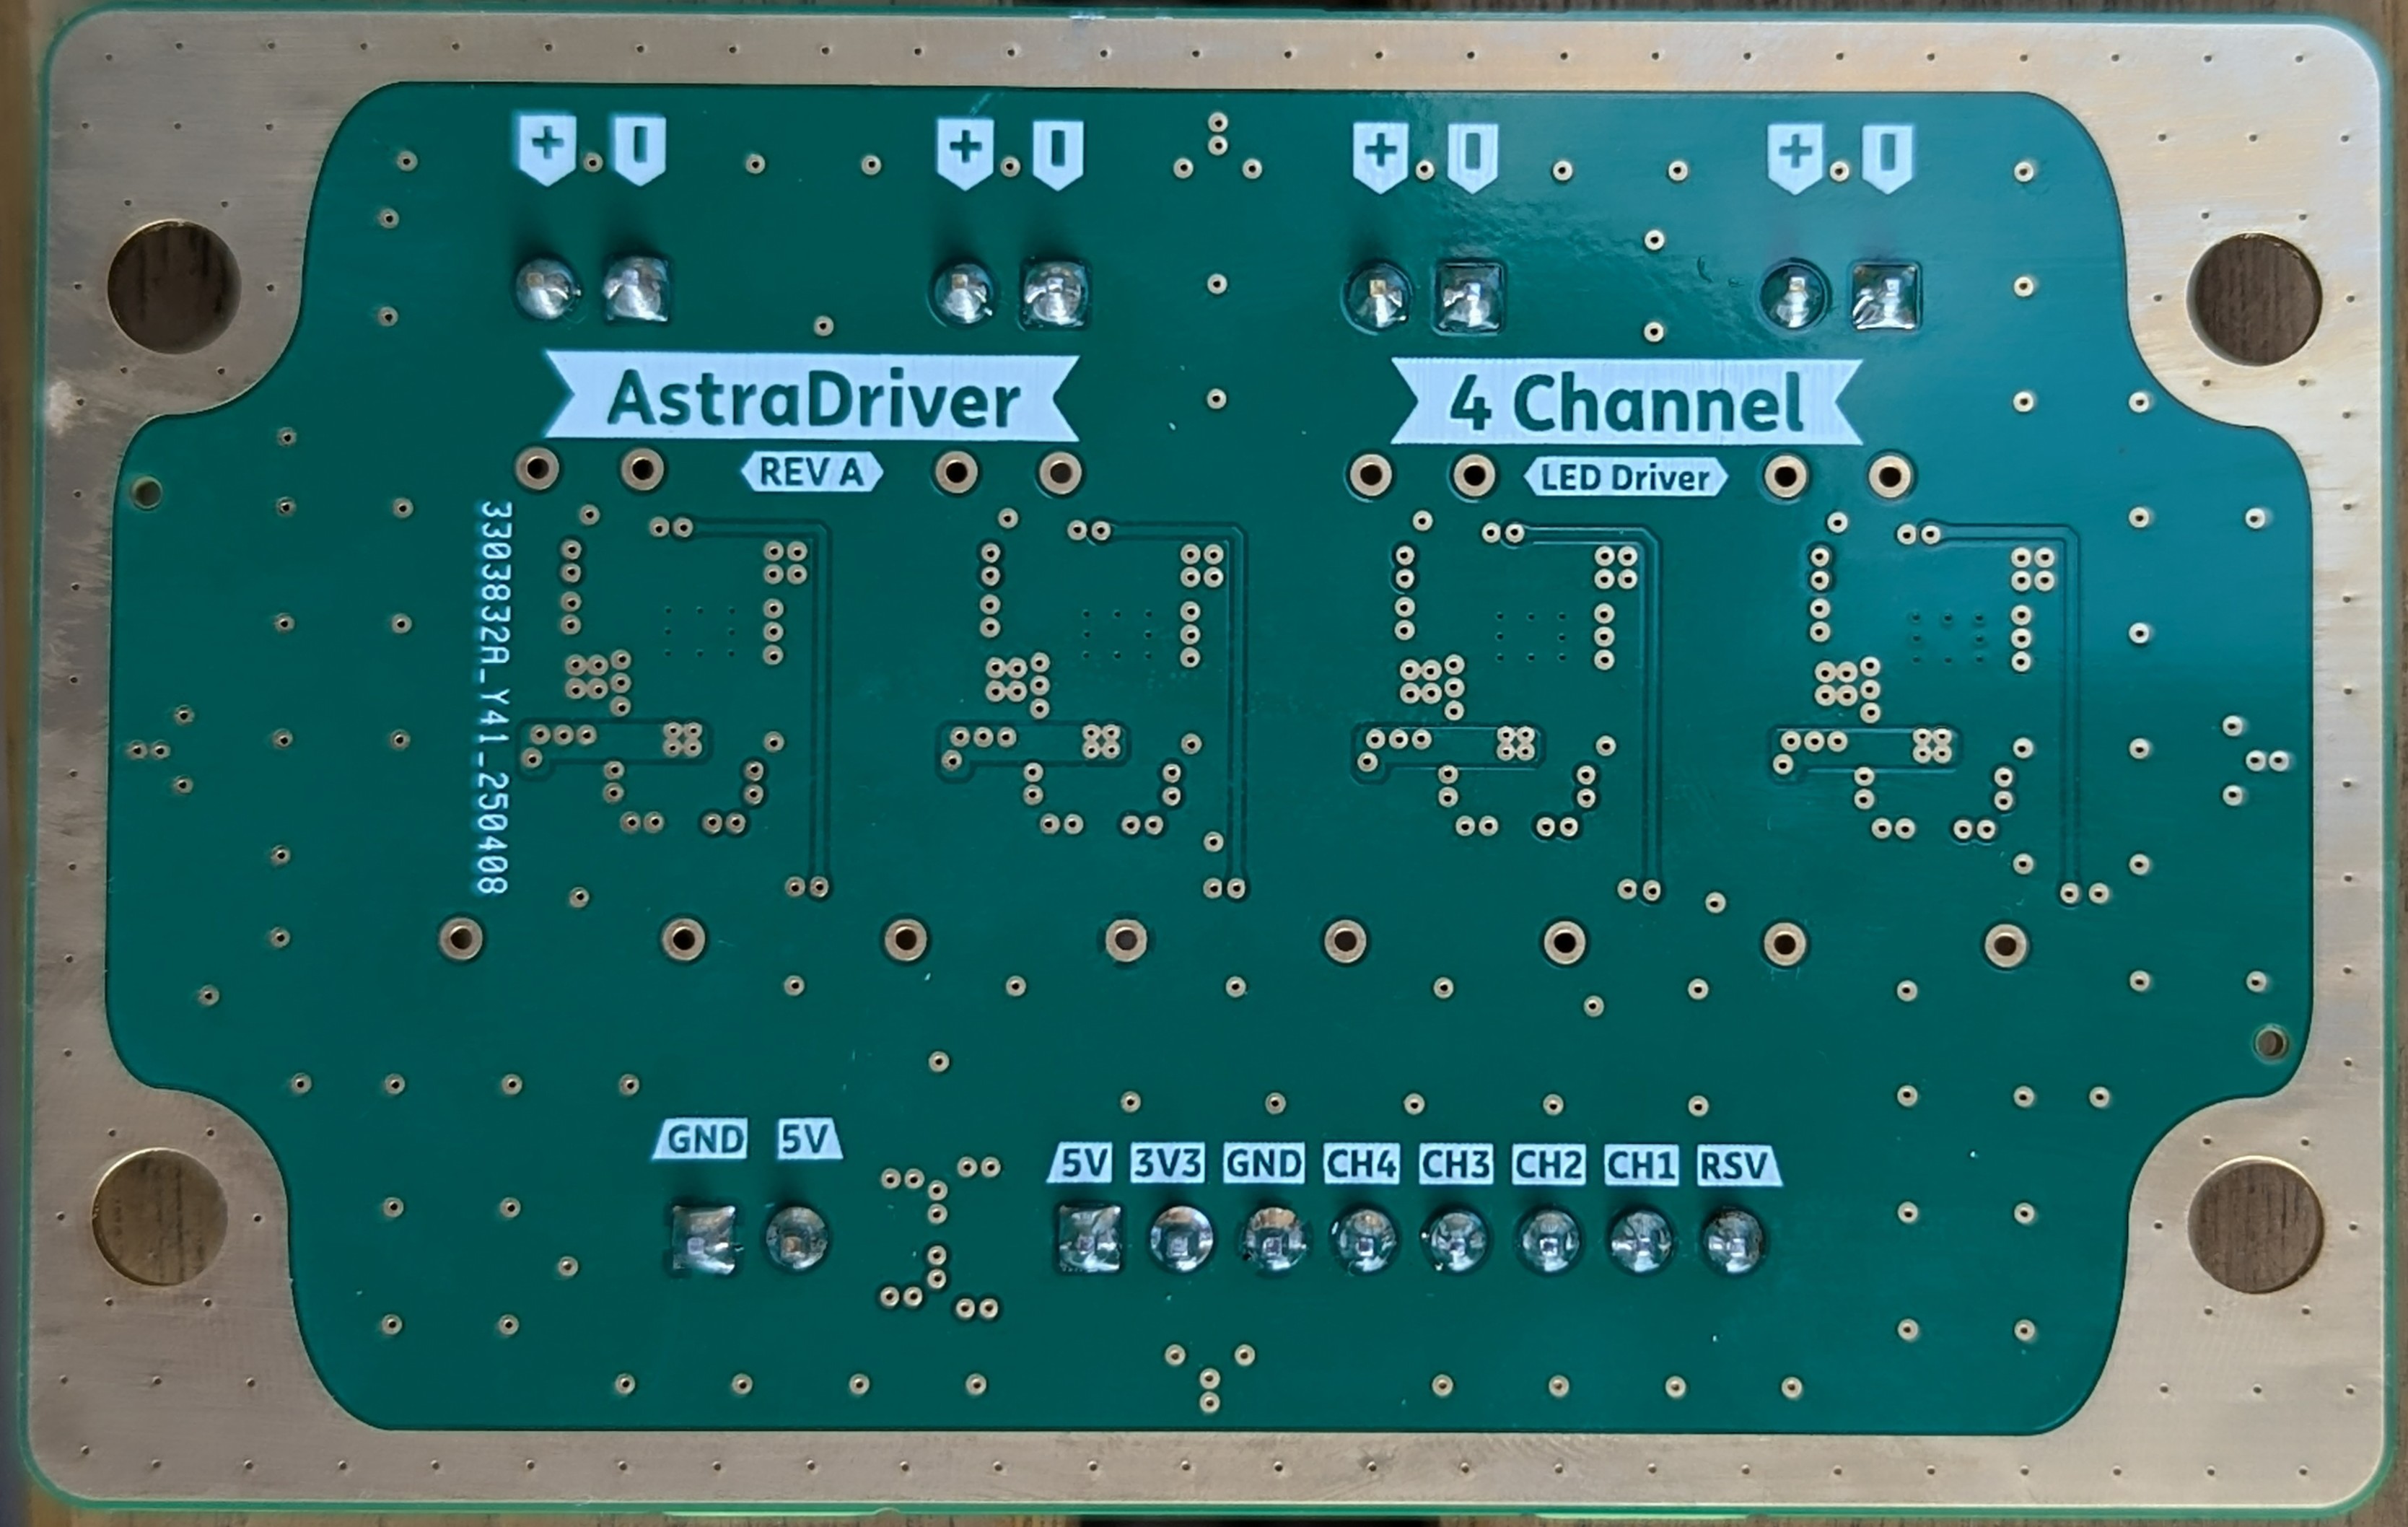 + - + - + - + -
AstraDriver
4 Channel
REV A
LED Driver
3303832A_Y41_250408
GND 5V
5V 3V3 GND CH4 CH3 CH2 CH1 RSV